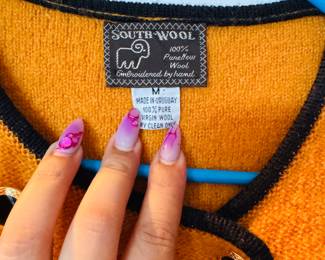 SOUTH-WOOL
100%
Pure New
Wool
Embroidered by hand
M
MADE IN URUGUAY
100% PURE
VIRGIN WOOL
DRY CLEAN ONLY